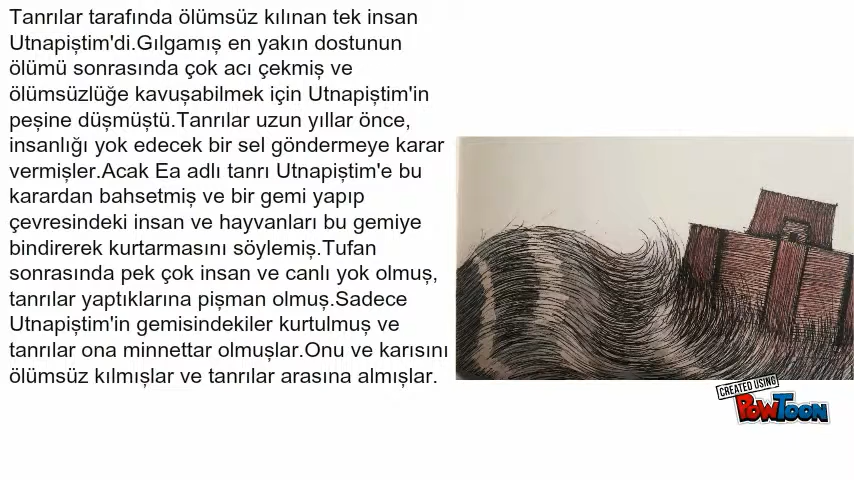 Tanrılar tarafında ölümsüz kılınan tek insan
Utnapiştim'di.Gılgamış en yakın dostunun
ölümü sonrasında çok acı çekmiş ve
ölümsüzlüğe kavuşabilmek için Utnapiştim'in
peşine düşmüştü.Tanrılar uzun yıllar önce,
insanlığı yok edecek bir sel göndermeye karar
vermişler.Acak Ea adlı tanrı Utnapiştim'e bu
karardan bahsetmiş ve bir gemi yapıp
çevresindeki insan ve hayvanları bu gemiye
bindirerek kurtarmasını söylemiş.Tufan
sonrasında pek çok insan ve canlı yok olmuş,
tanrılar yaptıklarına pişman olmuş.Sadece
Utnapiştim'in gemisindekiler kurtulmuş ve
tanrılar ona minnettar olmuşlar.Onu ve karısını
ölümsüz kılmışlar ve tanrılar arasına almışlar.
CREATED USING
POWTOON